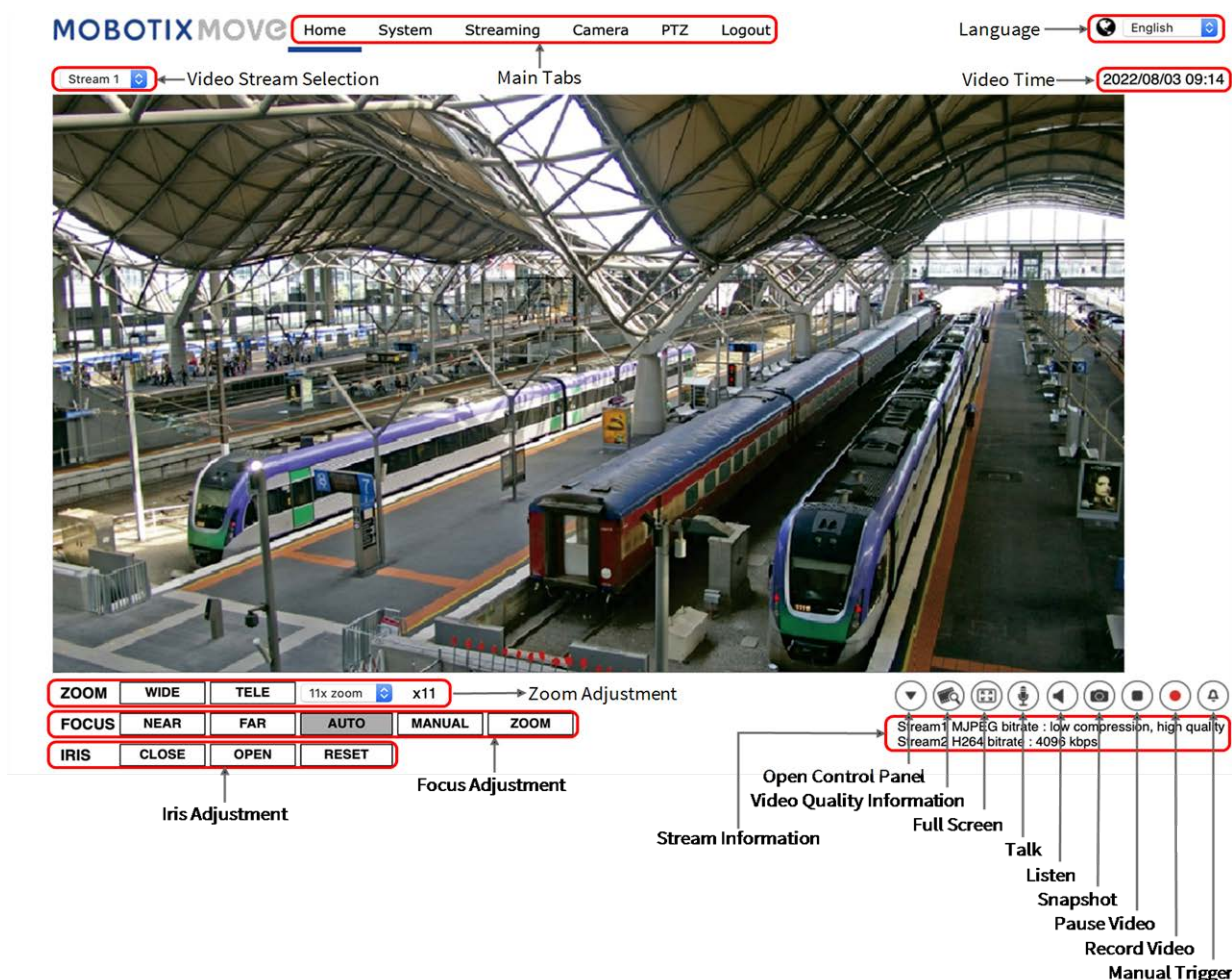 MOBOTIX MOVE
Home System Streaming Camera PTZ Logout
Language
English
Stream 1
Video Stream Selection
Main Tabs
Video Time
2022/08/03 09:14
ZOOM WIDE TELE 11x zoom x11
Zoom Adjustment
FOCUS NEAR FAR AUTO MANUAL ZOOM
Stream1 MJPEG bitrate : low compression, high quality
Stream2 H264 bitrate : 4096 kbps
IRIS CLOSE OPEN RESET
Focus Adjustment
Iris Adjustment
Open Control Panel
Video Quality Information
Full Screen
Stream Information
Talk
Listen
Snapshot
Pause Video
Record Video
Manual Trigger